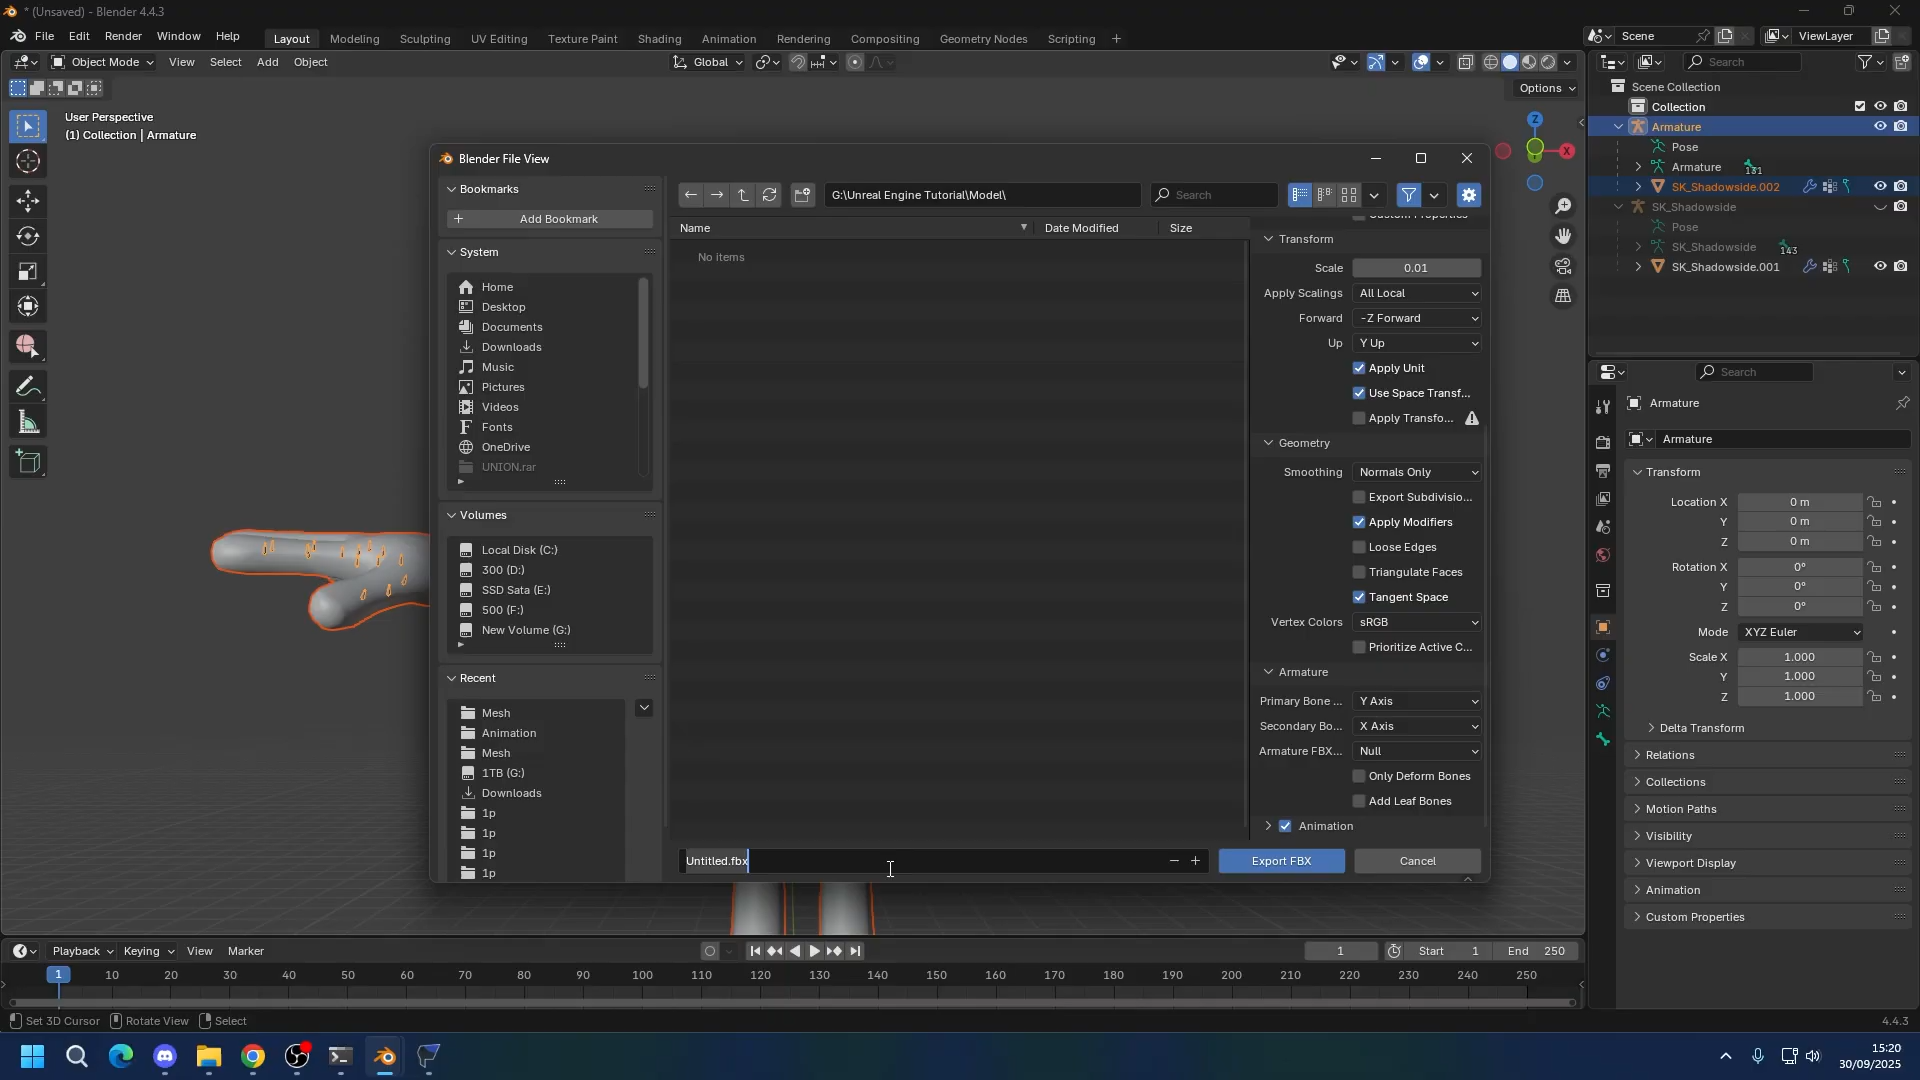 * (Unsaved) - Blender 4.4.3
File Edit Render Window Help
Layout Modeling Sculpting UV Editing Texture Paint Shading Animation Rendering Compositing Geometry Nodes Scripting +
Scene
ViewLayer
Object Mode View Select Add Object
Global
Search
Options
User Perspective
(1) Collection | Armature
Z
X
Scene Collection
Collection
Armature
Pose
Armature 131
SK_Shadowside.002
SK_Shadowside
Pose
SK_Shadowside 143
SK_Shadowside.001
Blender File View
Bookmarks
Add Bookmark
System
Home
Desktop
Documents
Downloads
Music
Pictures
Videos
Fonts
OneDrive
UNION.rar
Volumes
Local Disk (C:)
300 (D:)
SSD Sata (E:)
500 (F:)
New Volume (G:)
Recent
Mesh
Animation
Mesh
1TB (G:)
Downloads
1p
1p
1p
1p
G:\Unreal Engine Tutorial\Model\
Search
Name Date Modified Size
No items
Custom Properties
Transform
Scale 0.01
Apply Scalings All Local
Forward -Z Forward
Up Y Up
Apply Unit
Use Space Transf...
Apply Transfo...
Geometry
Smoothing Normals Only
Export Subdivisio...
Apply Modifiers
Loose Edges
Triangulate Faces
Tangent Space
Vertex Colors sRGB
Prioritize Active C...
Armature
Primary Bone ... Y Axis
Secondary Bo... X Axis
Armature FBX... Null
Only Deform Bones
Add Leaf Bones
Animation
Untitled.fbx
Export FBX
Cancel
Search
Armature
Armature
Transform
Location X 0 m
Y 0 m
Z 0 m
Rotation X 0°
Y 0°
Z 0°
Mode XYZ Euler
Scale X 1.000
Y 1.000
Z 1.000
Delta Transform
Relations
Collections
Motion Paths
Visibility
Viewport Display
Animation
Custom Properties
Playback Keying View Marker
1
Start 1 End 250
1 10 20 30 40 50 60 70 80 90 100 110 120 130 140 150 160 170 180 190 200 210 220 230 240 250
Set 3D Cursor Rotate View Select
4.4.3
15:20
30/09/2025